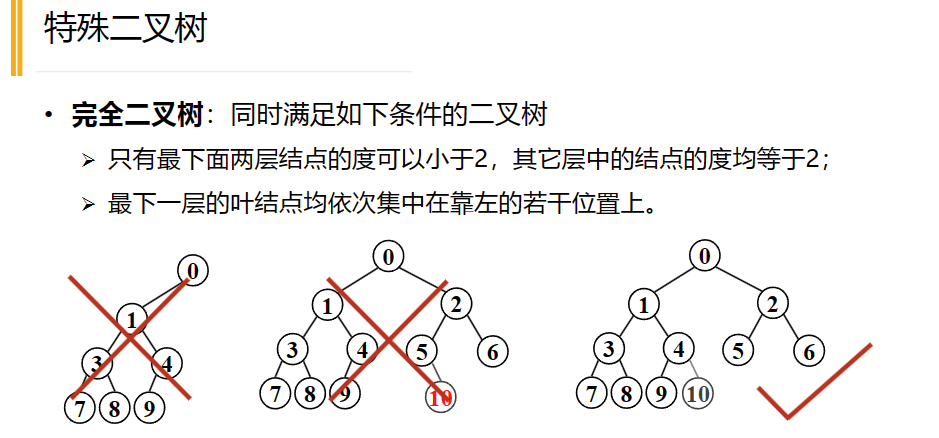 特殊二叉树
• 完全二叉树：同时满足如下条件的二叉树
➢ 只有最下面两层结点的度可以小于2，其它层中的结点的度均等于2；
➢ 最下一层的叶结点均依次集中在靠左的若干位置上。
0
1
3 4
7 8 9
0
1 2
3 4 5 6
7 8 9 10
0
1 2
3 4 5 6
7 8 9 10